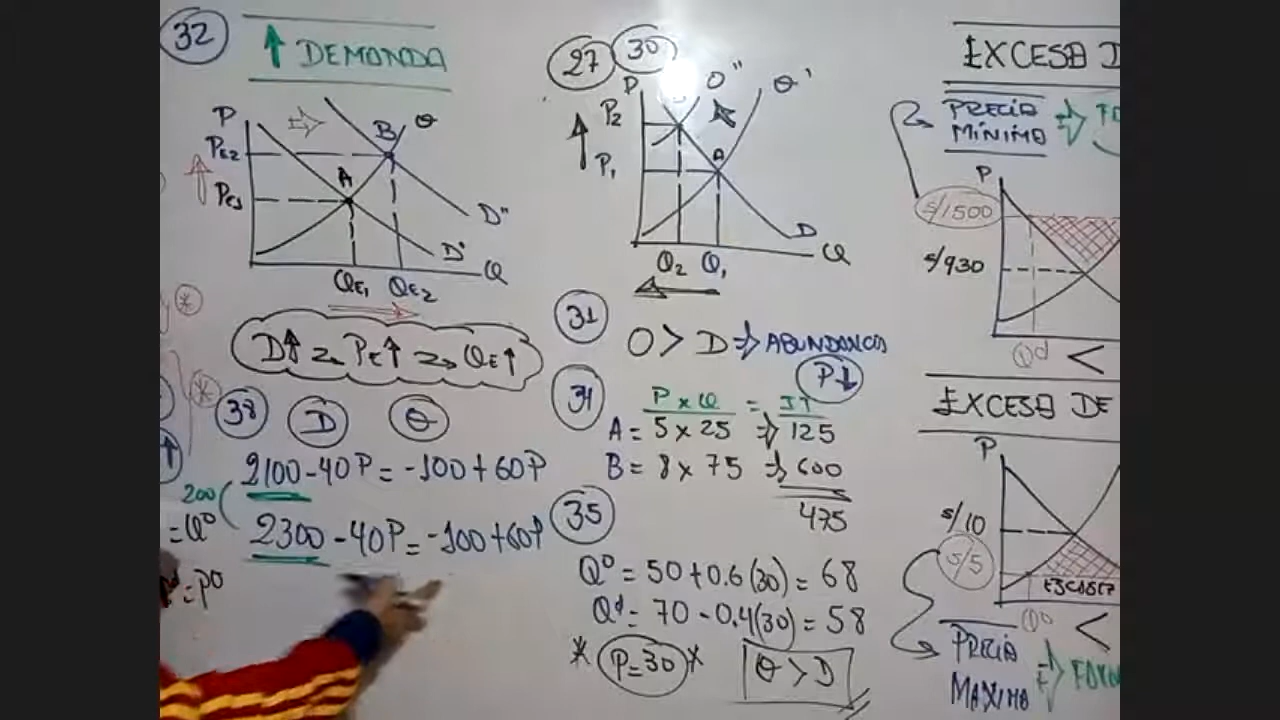 32
↑ DEMANDA
P
PE2
PE1
A
B
O
D"
D'
QE1 QE2 Q
D↑ → PE↑ → QE↑
38 D O
2100 - 40P = -100 + 60P
200
2300 - 40P = -100 + 60P
= Q°
= P°
27 30
P
P2
P1
O" O'
A
D
Q2 Q1 Q
31
O > D ⇒ ABUNDANCIA
P↓
34
P x Q = IT
A = 5 x 25 ⇒ 125
B = 8 x 75 ⇒ 600
475
35
Q° = 50 + 0.6(30) = 68
Qd = 70 - 0.4(30) = 58
* P=30 * O > D
EXCESO D
PRECIO
MÍNIMO
P
S/1500
S/930
Qd <
EXCESO DE
P
S/10
S/5
ESCASEZ
Q° <
PRECIO
MAXIMO